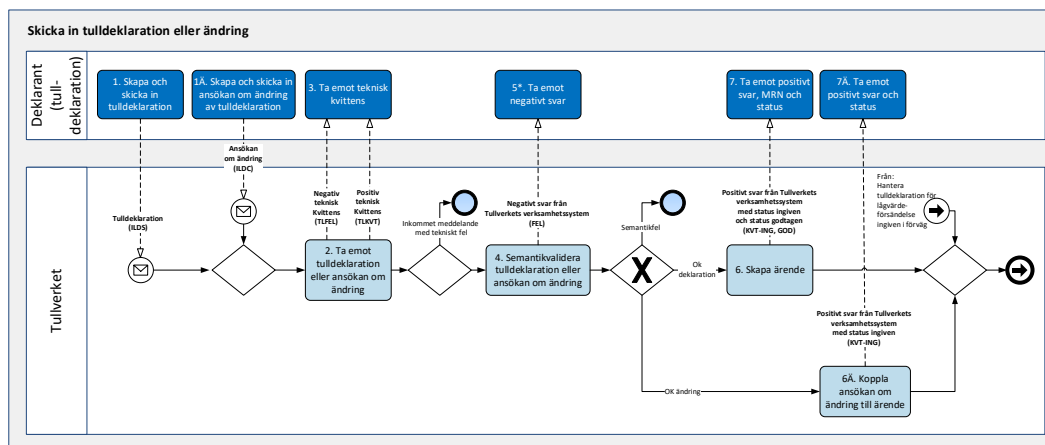 Skicka in tulldeklaration eller ändring
Deklarant
(tull-
deklaration)
1. Skapa och
skicka in
tulldeklaration
1Ä. Skapa och skicka in
ansökan om ändring
av tulldeklaration
3. Ta emot teknisk
kvittens
5*. Ta emot
negativt svar
7. Ta emot positivt
svar, MRN och
status
7Ä. Ta emot
positivt svar och
status
Tullverket
Tulldeklaration
(ILDS)
Ansökan
om ändring
(ILDC)
Negativ
teknisk
Kvittens
(TLFEL)
Positiv
teknisk
Kvittens
(TLKVT)
2. Ta emot
tulldeklaration
eller ansökan om
ändring
Inkommet meddelande
med tekniskt fel
Negativt svar från
Tullverkets verksamhetssystem
(FEL)
4. Semantikvalidera
tulldeklaration eller
ansökan om ändring
Semantikfel
X
Ok
deklaration
OK ändring
Positivt svar från Tullverkets
verksamhetssystem
med status ingiven
och status godtagen
(KVT-ING, GOD)
6. Skapa ärende
Positivt svar från Tullverkets
verksamhetssystem
med status ingiven
(KVT-ING)
6Ä. Koppla
ansökan om
ändring till ärende
Från:
Hantera
tulldeklaration för
lågvärde-
försändelse
ingiven i förväg